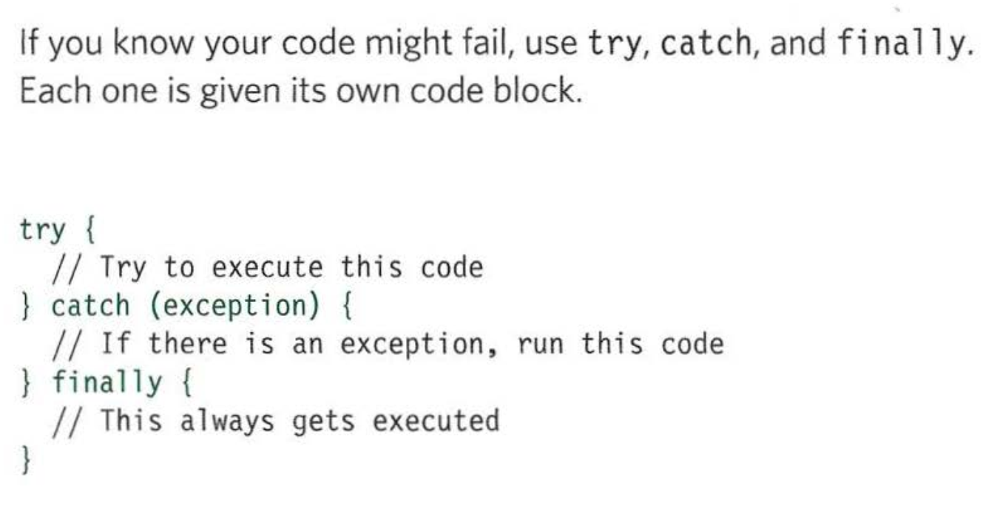 If you know your code might fail, use try, catch, and finally.
Each one is given its own code block.
try {
// Try to execute this code
} catch (exception) {
// If there is an exception, run this code
} finally {
// This always gets executed
}